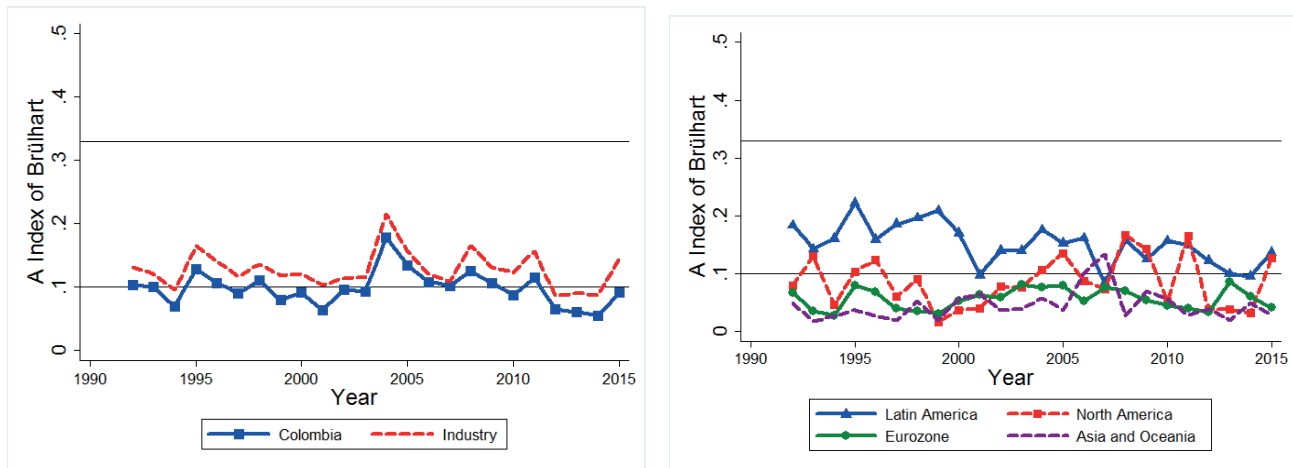 A Index of Brülhart
.5
.4
.3
.2
.1
0
1990 1995 2000 2005 2010 2015
Year
Colombia Industry
A Index of Brülhart
.5
.4
.3
.2
.1
0
1990 1995 2000 2005 2010 2015
Year
Latin America North America
Eurozone Asia and Oceania